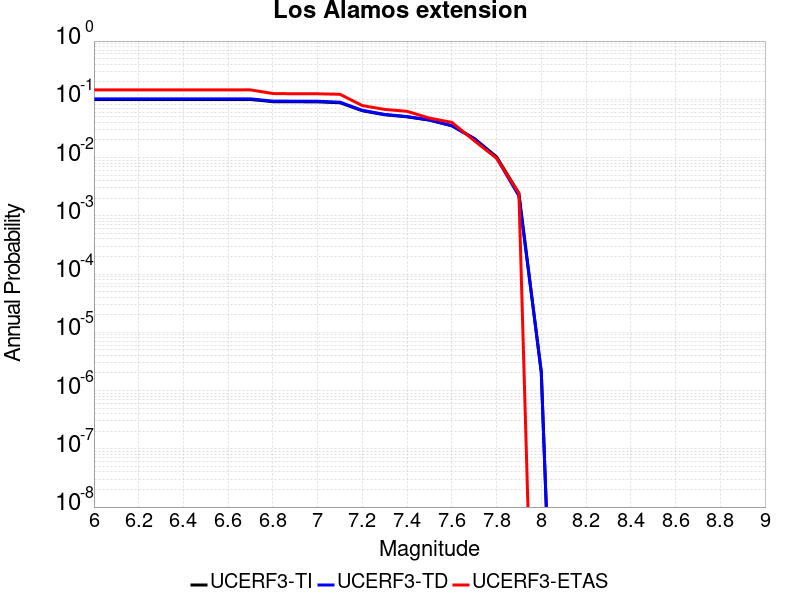 Los Alamos extension
10^0
10^-1
10^-2
10^-3
10^-4
10^-5
10^-6
10^-7
10^-8
Annual Probability
6 6.2 6.4 6.6 6.8 7 7.2 7.4 7.6 7.8 8 8.2 8.4 8.6 8.8 9
Magnitude
UCERF3-TI UCERF3-TD UCERF3-ETAS